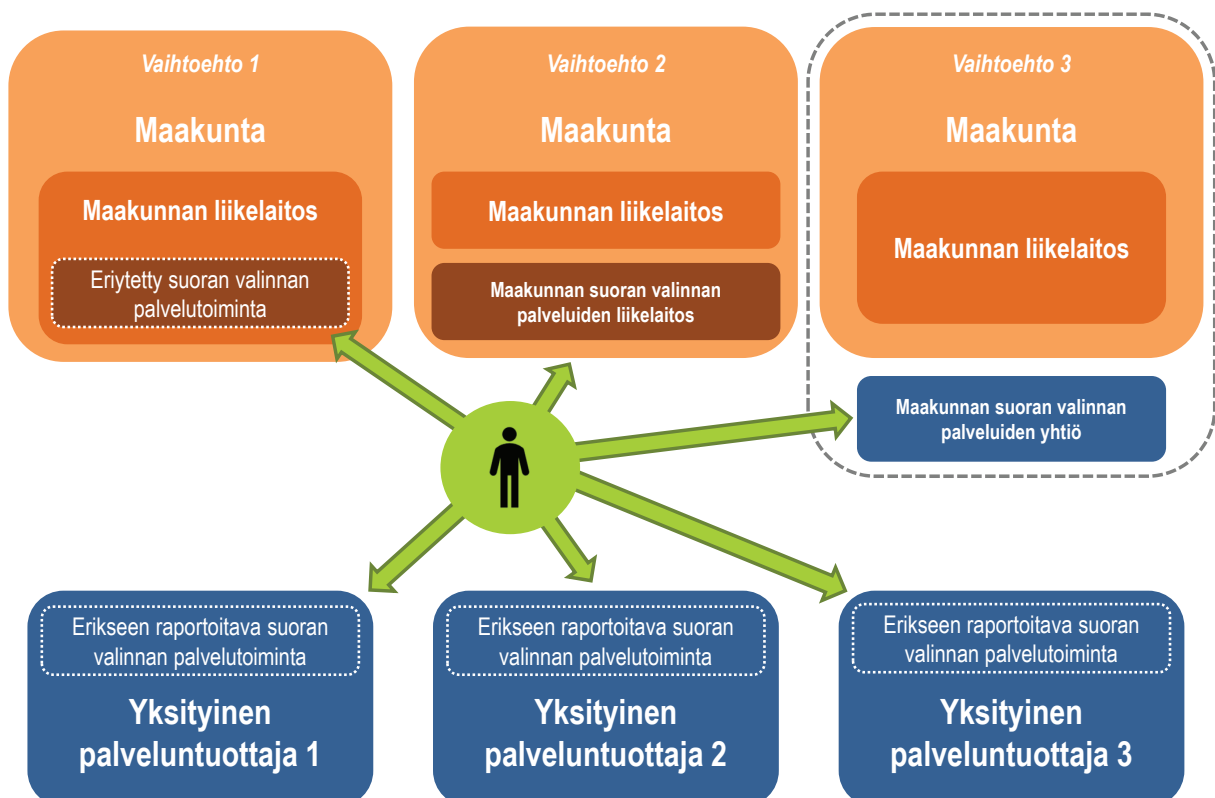 Vaihtoehto 1
Maakunta
Maakunnan liikelaitos
Eriytetty suoran valinnan
palvelutoiminta
Vaihtoehto 2
Maakunta
Maakunnan liikelaitos
Maakunnan suoran valinnan
palveluiden liikelaitos
Vaihtoehto 3
Maakunta
Maakunnan liikelaitos
Maakunnan suoran valinnan
palveluiden yhtiö
Erikseen raportoitava suoran
valinnan palvelutoiminta
Yksityinen
palveluntuottaja 1
Erikseen raportoitava suoran
valinnan palvelutoiminta
Yksityinen
palveluntuottaja 2
Erikseen raportoitava suoran
valinnan palvelutoiminta
Yksityinen
palveluntuottaja 3